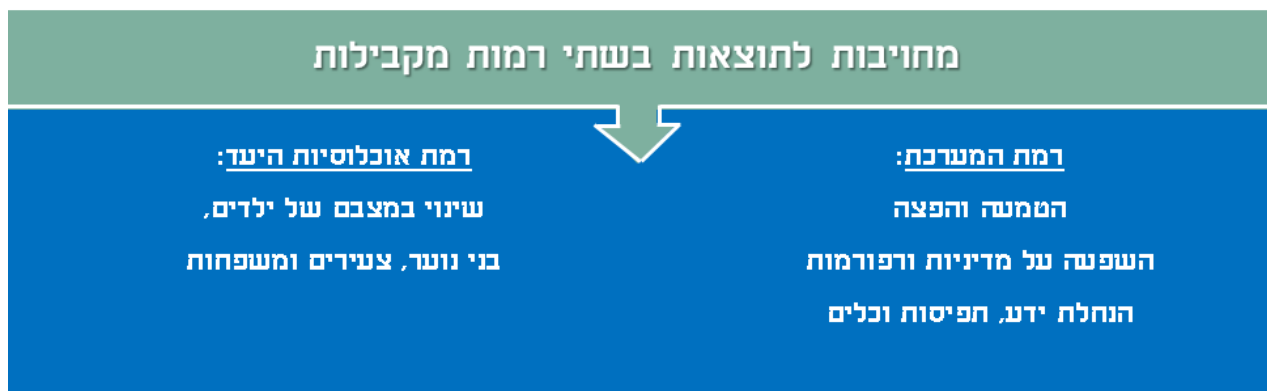 מחויבות לתוצאות בשתי רמות מקבילות
רמת המערכת:
הטמעה והפצה
השפעה על מדיניות ורפורמות
הנחלת ידע, תפיסות וכלים
רמת אוכלוסיות היעד:
שינוי במצבם של ילדים,
בני נוער, צעירים ומשפחות